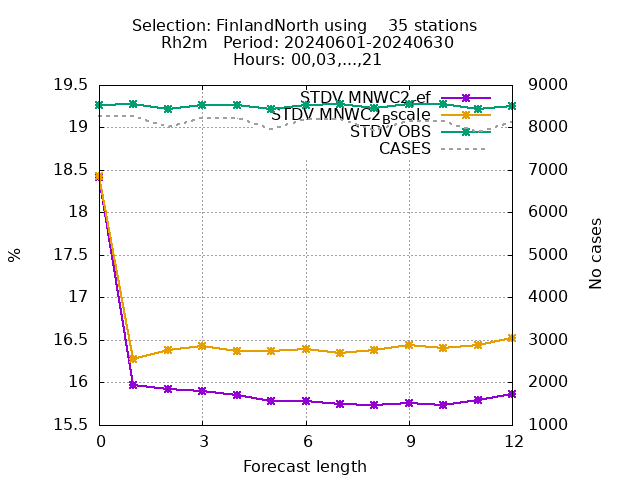 Selection: FinlandNorth using 35 stations
Rh2m Period: 20240601-20240630
Hours: 00,03,...,21
STDV MNWC2_ef
STDV MNWC2_Bscale
STDV OBS
CASES
19.5
19
18.5
18
17.5
17
16.5
16
15.5
%
9000
8000
7000
6000
5000
4000
3000
2000
1000
No cases
0 3 6 9 12
Forecast length